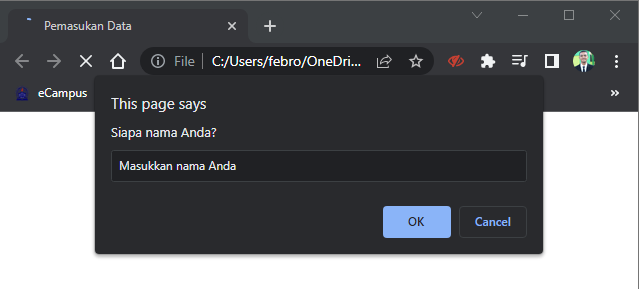 Pemasukan Data
File C:/Users/febro/OneDri...
eCampus
This page says
Siapa nama Anda?
Masukkan nama Anda
OK Cancel